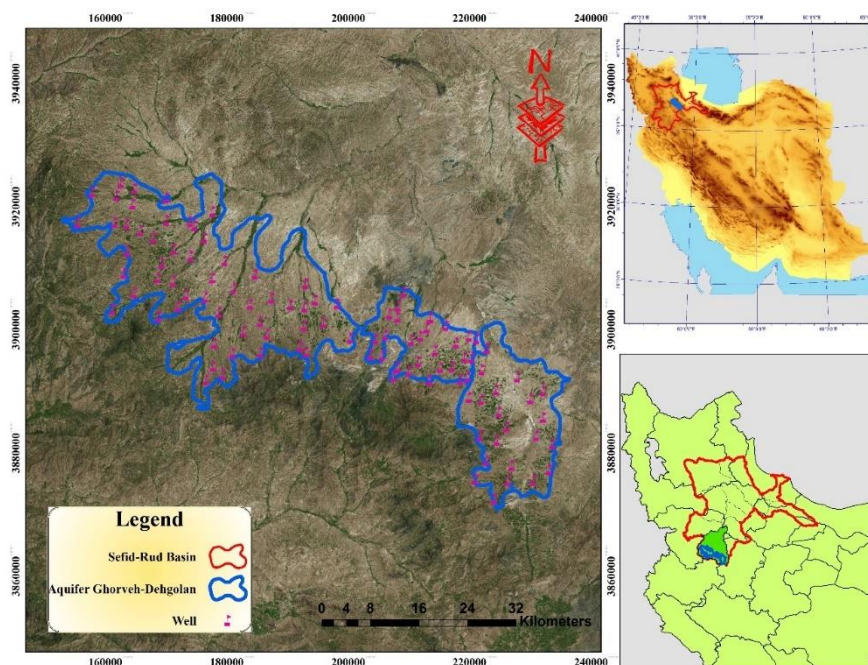 160000 180000 200000 220000 240000
3940000 3940000
N
3920000 3920000
3900000 3900000
3880000 3880000
3860000 3860000
Legend
Sefid-Rud Basin
Aquifer Ghorveh-Dehgolan
Well
0 4 8 16 24 32
Kilometers
160000 180000 200000 220000 240000